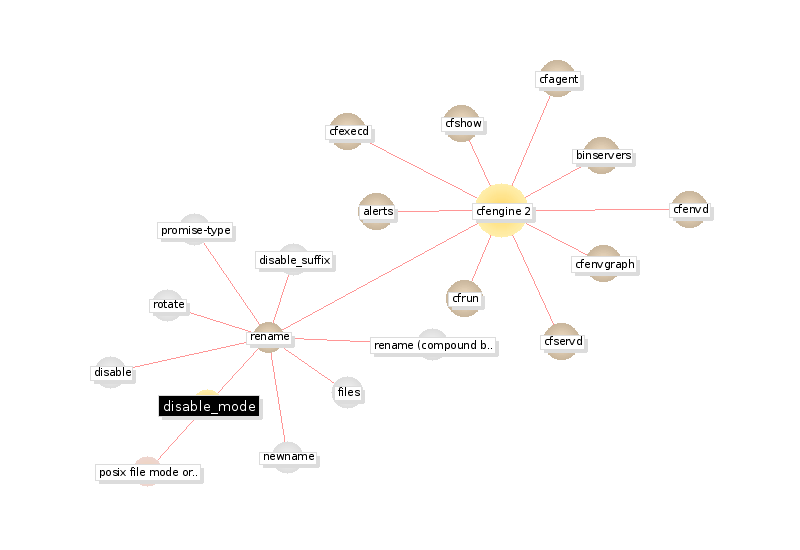 cfagent
cfshow
cfexecd
binservers
alerts
cfengine 2
cfenvd
promise-type
disable_suffix
cfenvgraph
rotate
cfrun
rename
cfservd
rename (compound b..
disable
files
disable_mode
newname
posix file mode or..